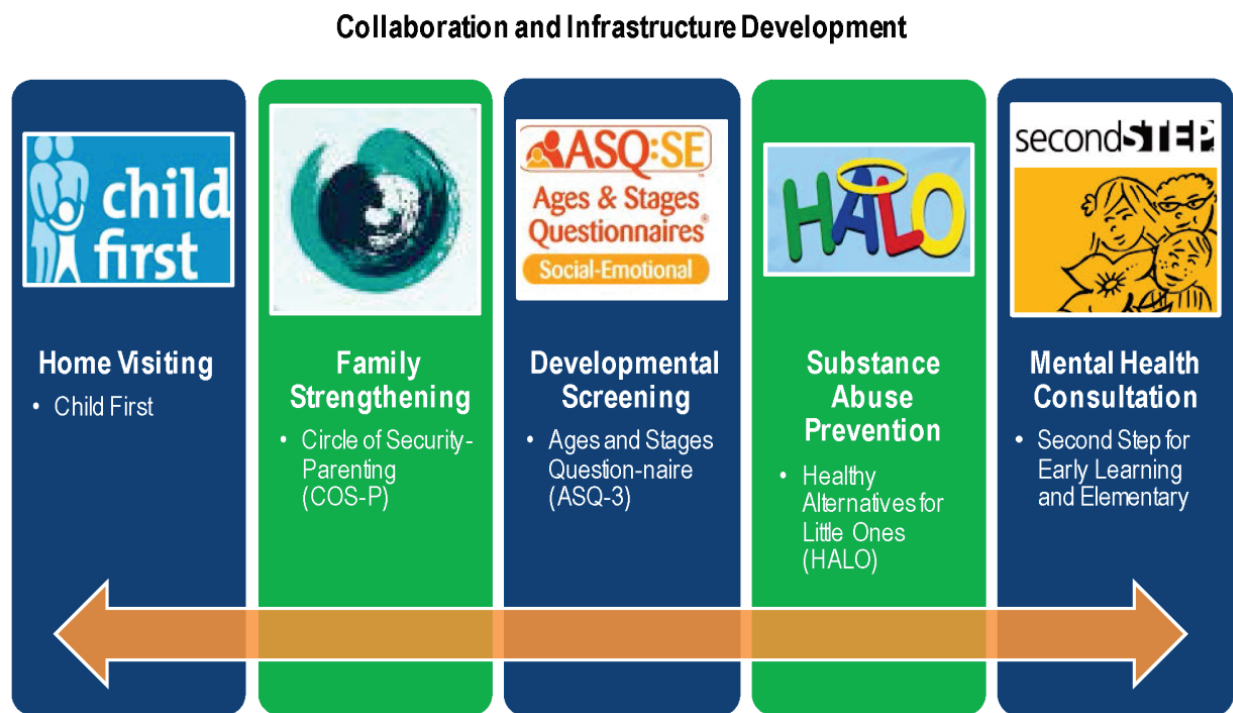 Collaboration and Infrastructure Development
child
first
Home Visiting
• Child First
Family
Strengthening
• Circle of Security-
Parenting
(COS-P)
ASQ:SE™
Ages & Stages
Questionnaires®
Social-Emotional
Developmental
Screening
• Ages and Stages
Question-naire
(ASQ-3)
HALO
Substance
Abuse
Prevention
• Healthy
Alternatives for
Little Ones
(HALO)
secondSTEP
Mental Health
Consultation
• Second Step for
Early Learning
and Elementary